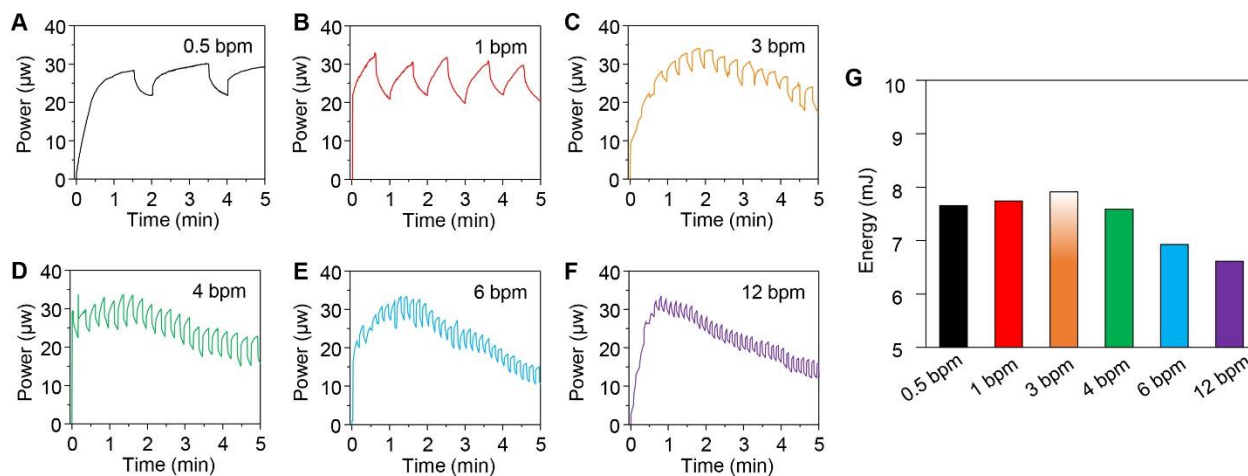 A
0.5 bpm
Power (μw)
40
30
20
10
0
0 1 2 3 4 5
Time (min)
B
1 bpm
Power (μw)
40
30
20
10
0
0 1 2 3 4 5
Time (min)
C
3 bpm
Power (μw)
40
30
20
10
0
0 1 2 3 4 5
Time (min)
D
4 bpm
Power (μw)
40
30
20
10
0
0 1 2 3 4 5
Time (min)
E
6 bpm
Power (μw)
40
30
20
10
0
0 1 2 3 4 5
Time (min)
F
12 bpm
Power (μw)
40
30
20
10
0
0 1 2 3 4 5
Time (min)
G
Energy (mJ)
10
9
8
7
6
5
0.5 bpm
1 bpm
3 bpm
4 bpm
6 bpm
12 bpm